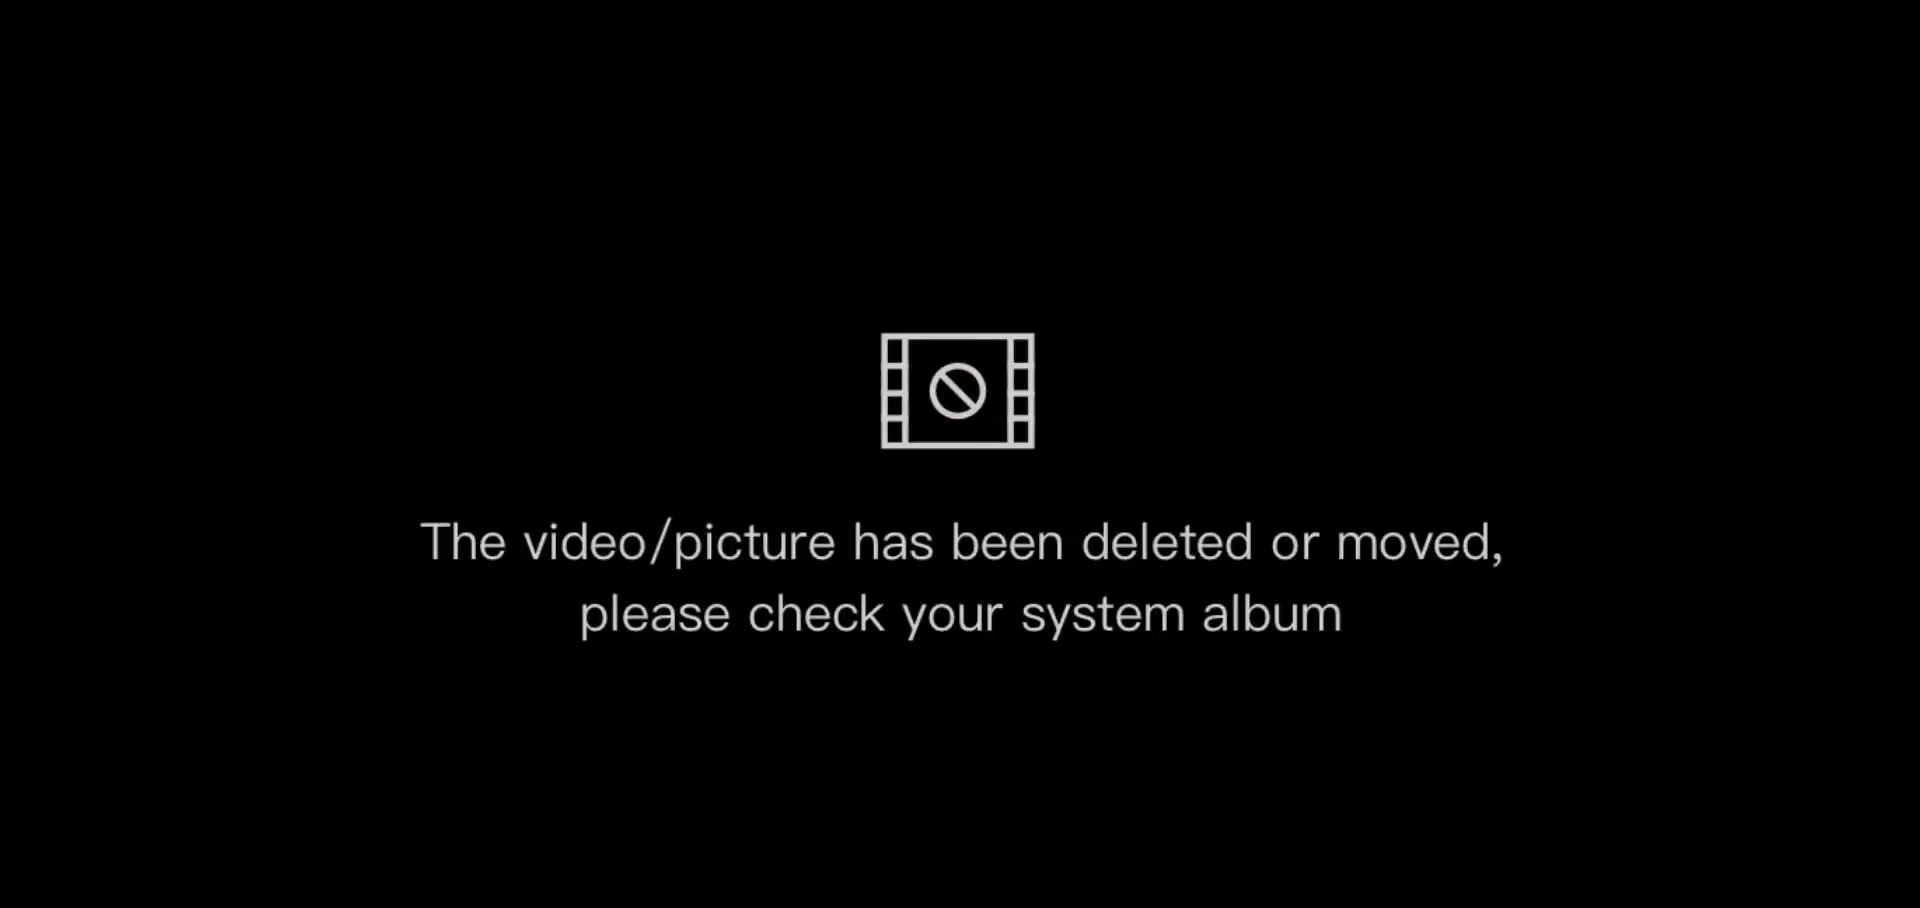 The video/picture has been deleted or moved,
please check your system album